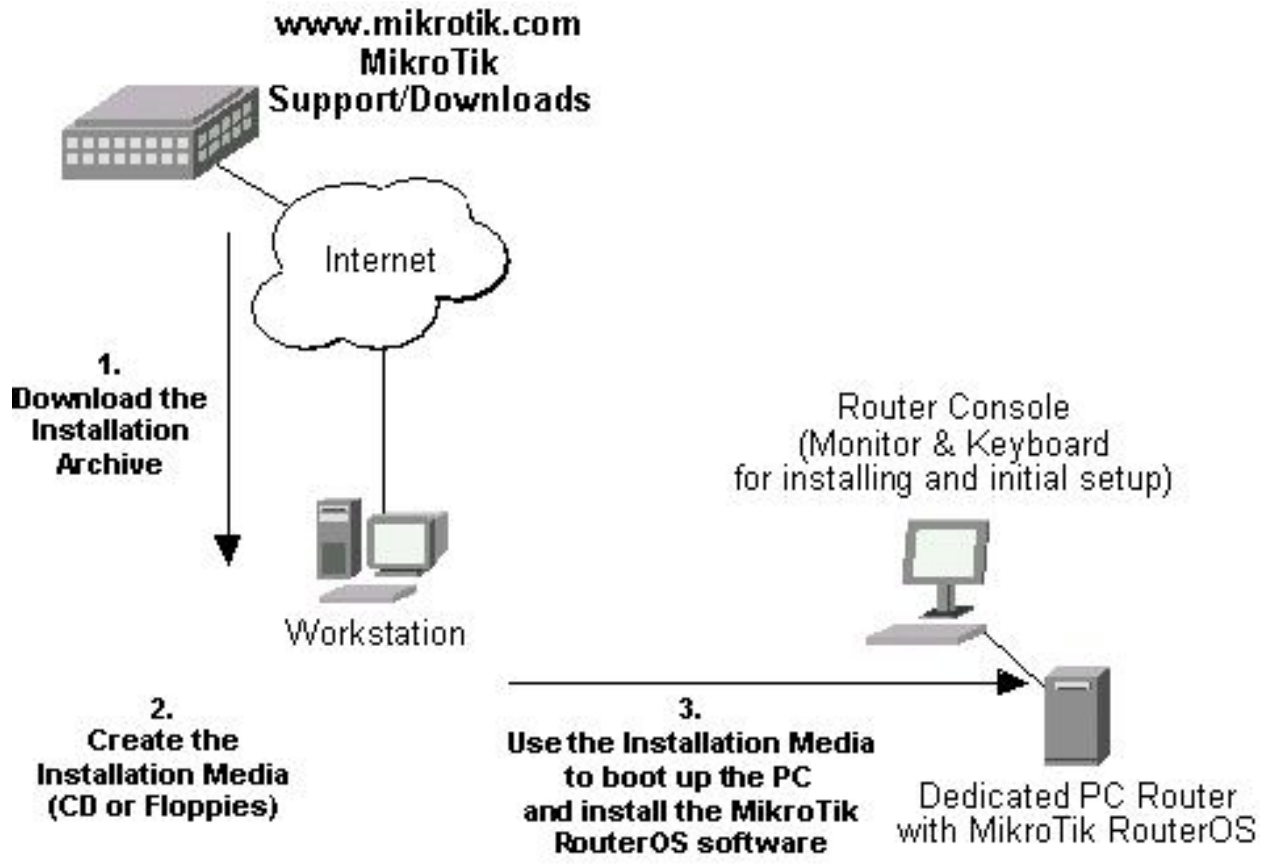 www.mikrotik.com
MikroTik
Support/Downloads
Internet
1.
Download the
Installation
Archive
Workstation
Router Console
(Monitor & Keyboard
for installing and initial setup)
2.
Create the
Installation Media
(CD or Floppies)
3.
Use the Installation Media
to boot up the PC
and install the MikroTik
RouterOS software
Dedicated PC Router
with MikroTik RouterOS